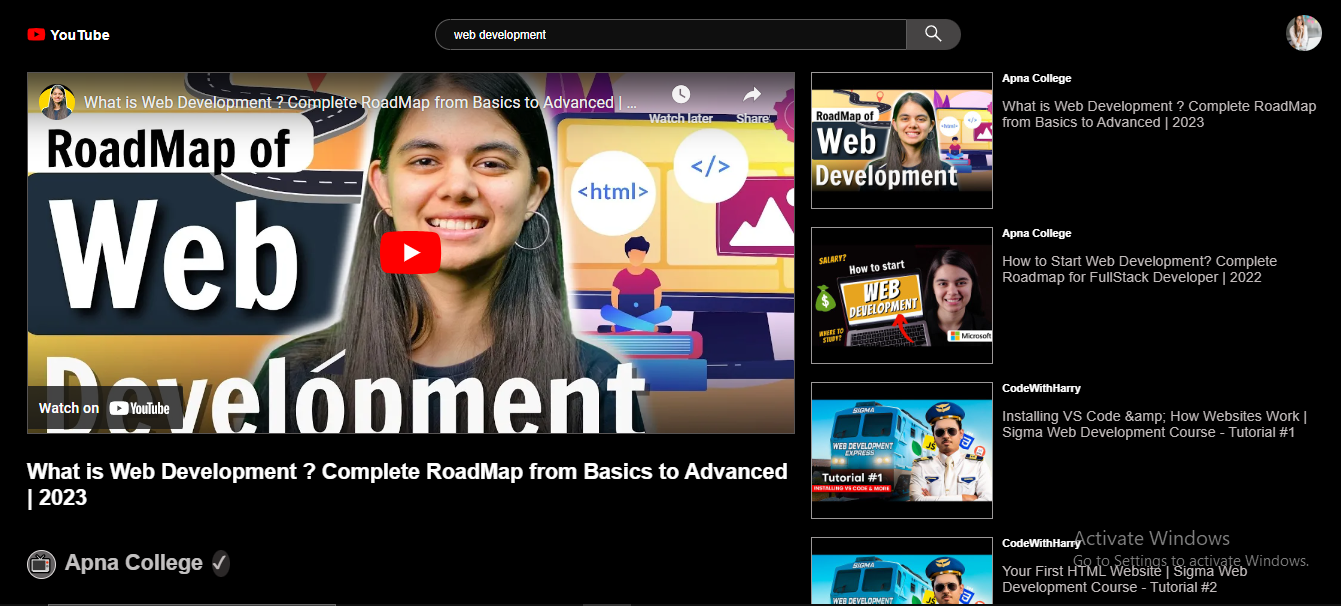 YouTube
web development
What is Web Development ? Complete RoadMap from Basics to Advanced | ...
Watch later
Share
RoadMap of
Web
Development
<html>
</>
Watch on YouTube
What is Web Development ? Complete RoadMap from Basics to Advanced
| 2023
Apna College
Apna College
What is Web Development ? Complete RoadMap
from Basics to Advanced | 2023
RoadMap of
Web
Development
<html>
</>
Apna College
How to Start Web Development? Complete
Roadmap for FullStack Developer | 2022
SALARY?
How to start
WEB
DEVELOPMENT
WHERE TO
STUDY?
Microsoft
CodeWithHarry
Installing VS Code &amp; How Websites Work |
Sigma Web Development Course - Tutorial #1
SIGMA
WEB DEVELOPMENT
EXPRESS
JS
Tutorial #1
INSTALLING VS CODE & MORE
CodeWithHarry
Your First HTML Website | Sigma Web
Development Course - Tutorial #2
SIGMA
WEB DEVELOPMENT
Activate Windows
Go to Settings to activate Windows.